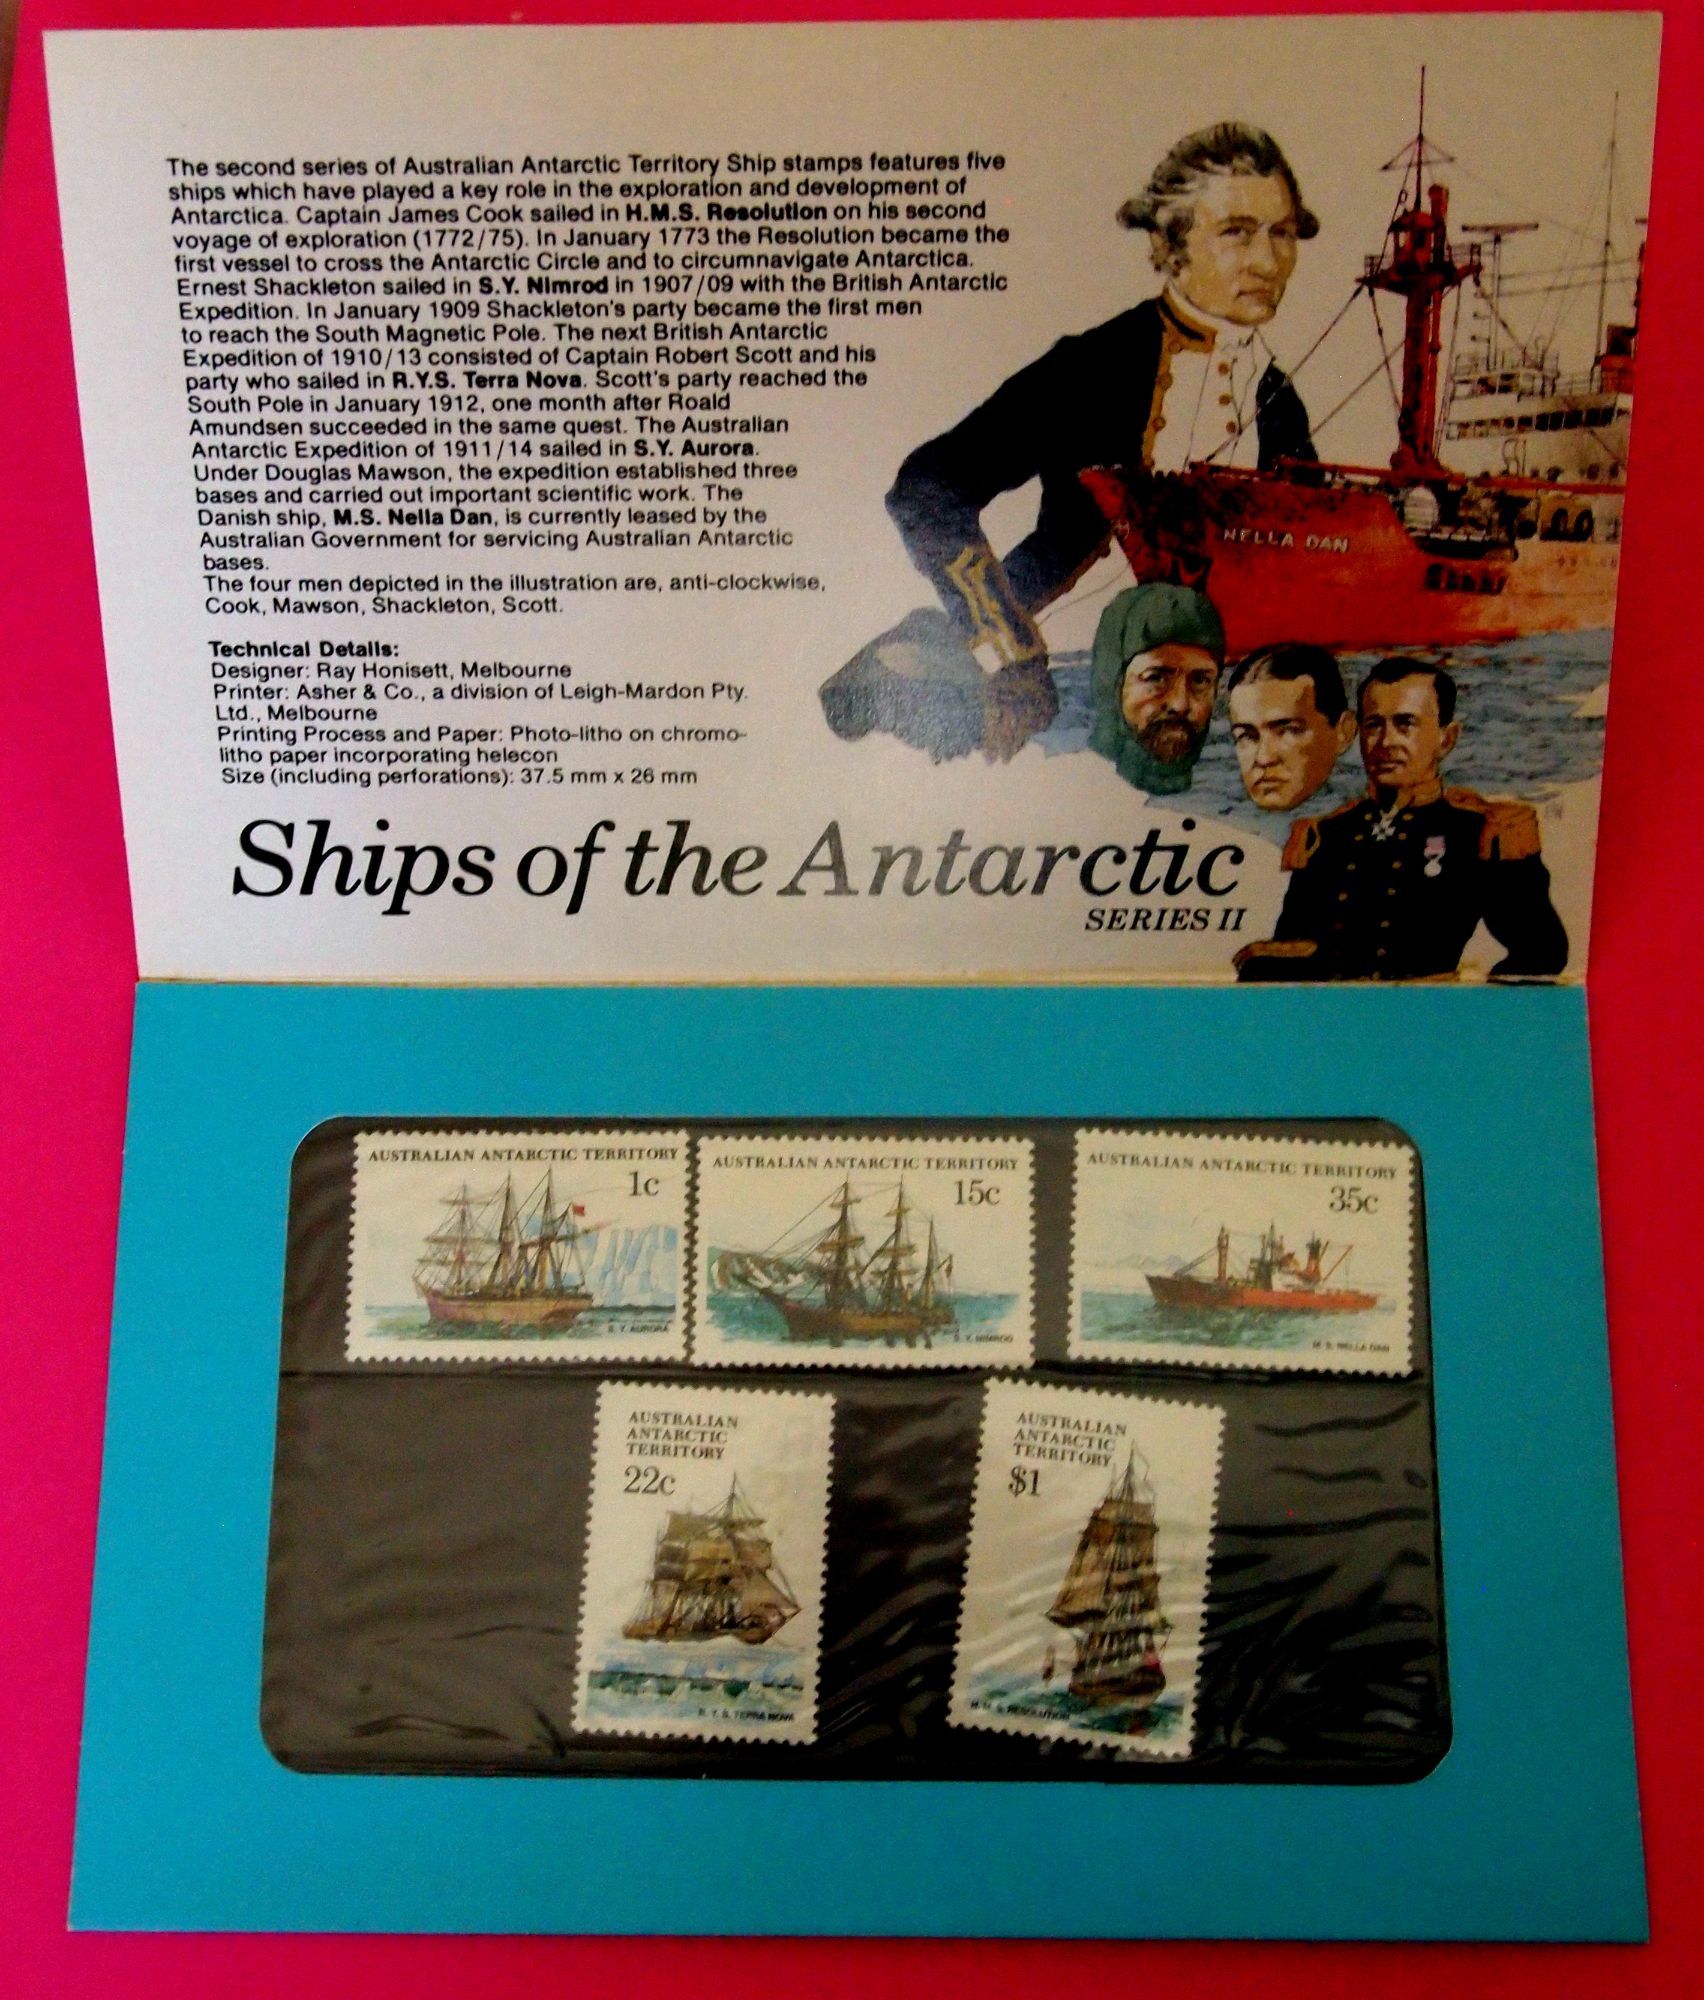 The second series of Australian Antarctic Territory Ship stamps features five
ships which have played a key role in the exploration and development of
Antarctica. Captain James Cook sailed in H.M.S. Resolution on his second
voyage of exploration (1772/75). In January 1773 the Resolution became the
first vessel to cross the Antarctic Circle and to circumnavigate Antarctica.
Ernest Shackleton sailed in S.Y. Nimrod in 1907/09 with the British Antarctic
Expedition. In January 1909 Shackleton's party became the first men
to reach the South Magnetic Pole. The next British Antarctic
Expedition of 1910/13 consisted of Captain Robert Scott and his
party who sailed in R.Y.S. Terra Nova. Scott's party reached the
South Pole in January 1912, one month after Roald
Amundsen succeeded in the same quest. The Australian
Antarctic Expedition of 1911/14 sailed in S.Y. Aurora.
Under Douglas Mawson, the expedition established three
bases and carried out important scientific work. The
Danish ship, M.S. Nella Dan, is currently leased by the
Australian Government for servicing Australian Antarctic
bases.
The four men depicted in the illustration are, anti-clockwise,
Cook, Mawson, Shackleton, Scott.
Technical Details:
Designer: Ray Honisett, Melbourne
Printer: Asher & Co., a division of Leigh-Mardon Pty.
Ltd., Melbourne
Printing Process and Paper: Photo-litho on chromo-
litho paper incorporating helecon
Size (including perforations): 37.5 mm x 26 mm
NELLA DAN
Ships of the Antarctic
SERIES II
AUSTRALIAN ANTARCTIC TERRITORY
1c
S. Y. AURORA
AUSTRALIAN ANTARCTIC TERRITORY
15c
S. Y. NIMROD
AUSTRALIAN ANTARCTIC TERRITORY
35c
M. S. NELLA DAN
AUSTRALIAN
ANTARCTIC
TERRITORY
22c
R. Y. S. TERRA NOVA
AUSTRALIAN
ANTARCTIC
TERRITORY
$1
H. M. S. RESOLUTION